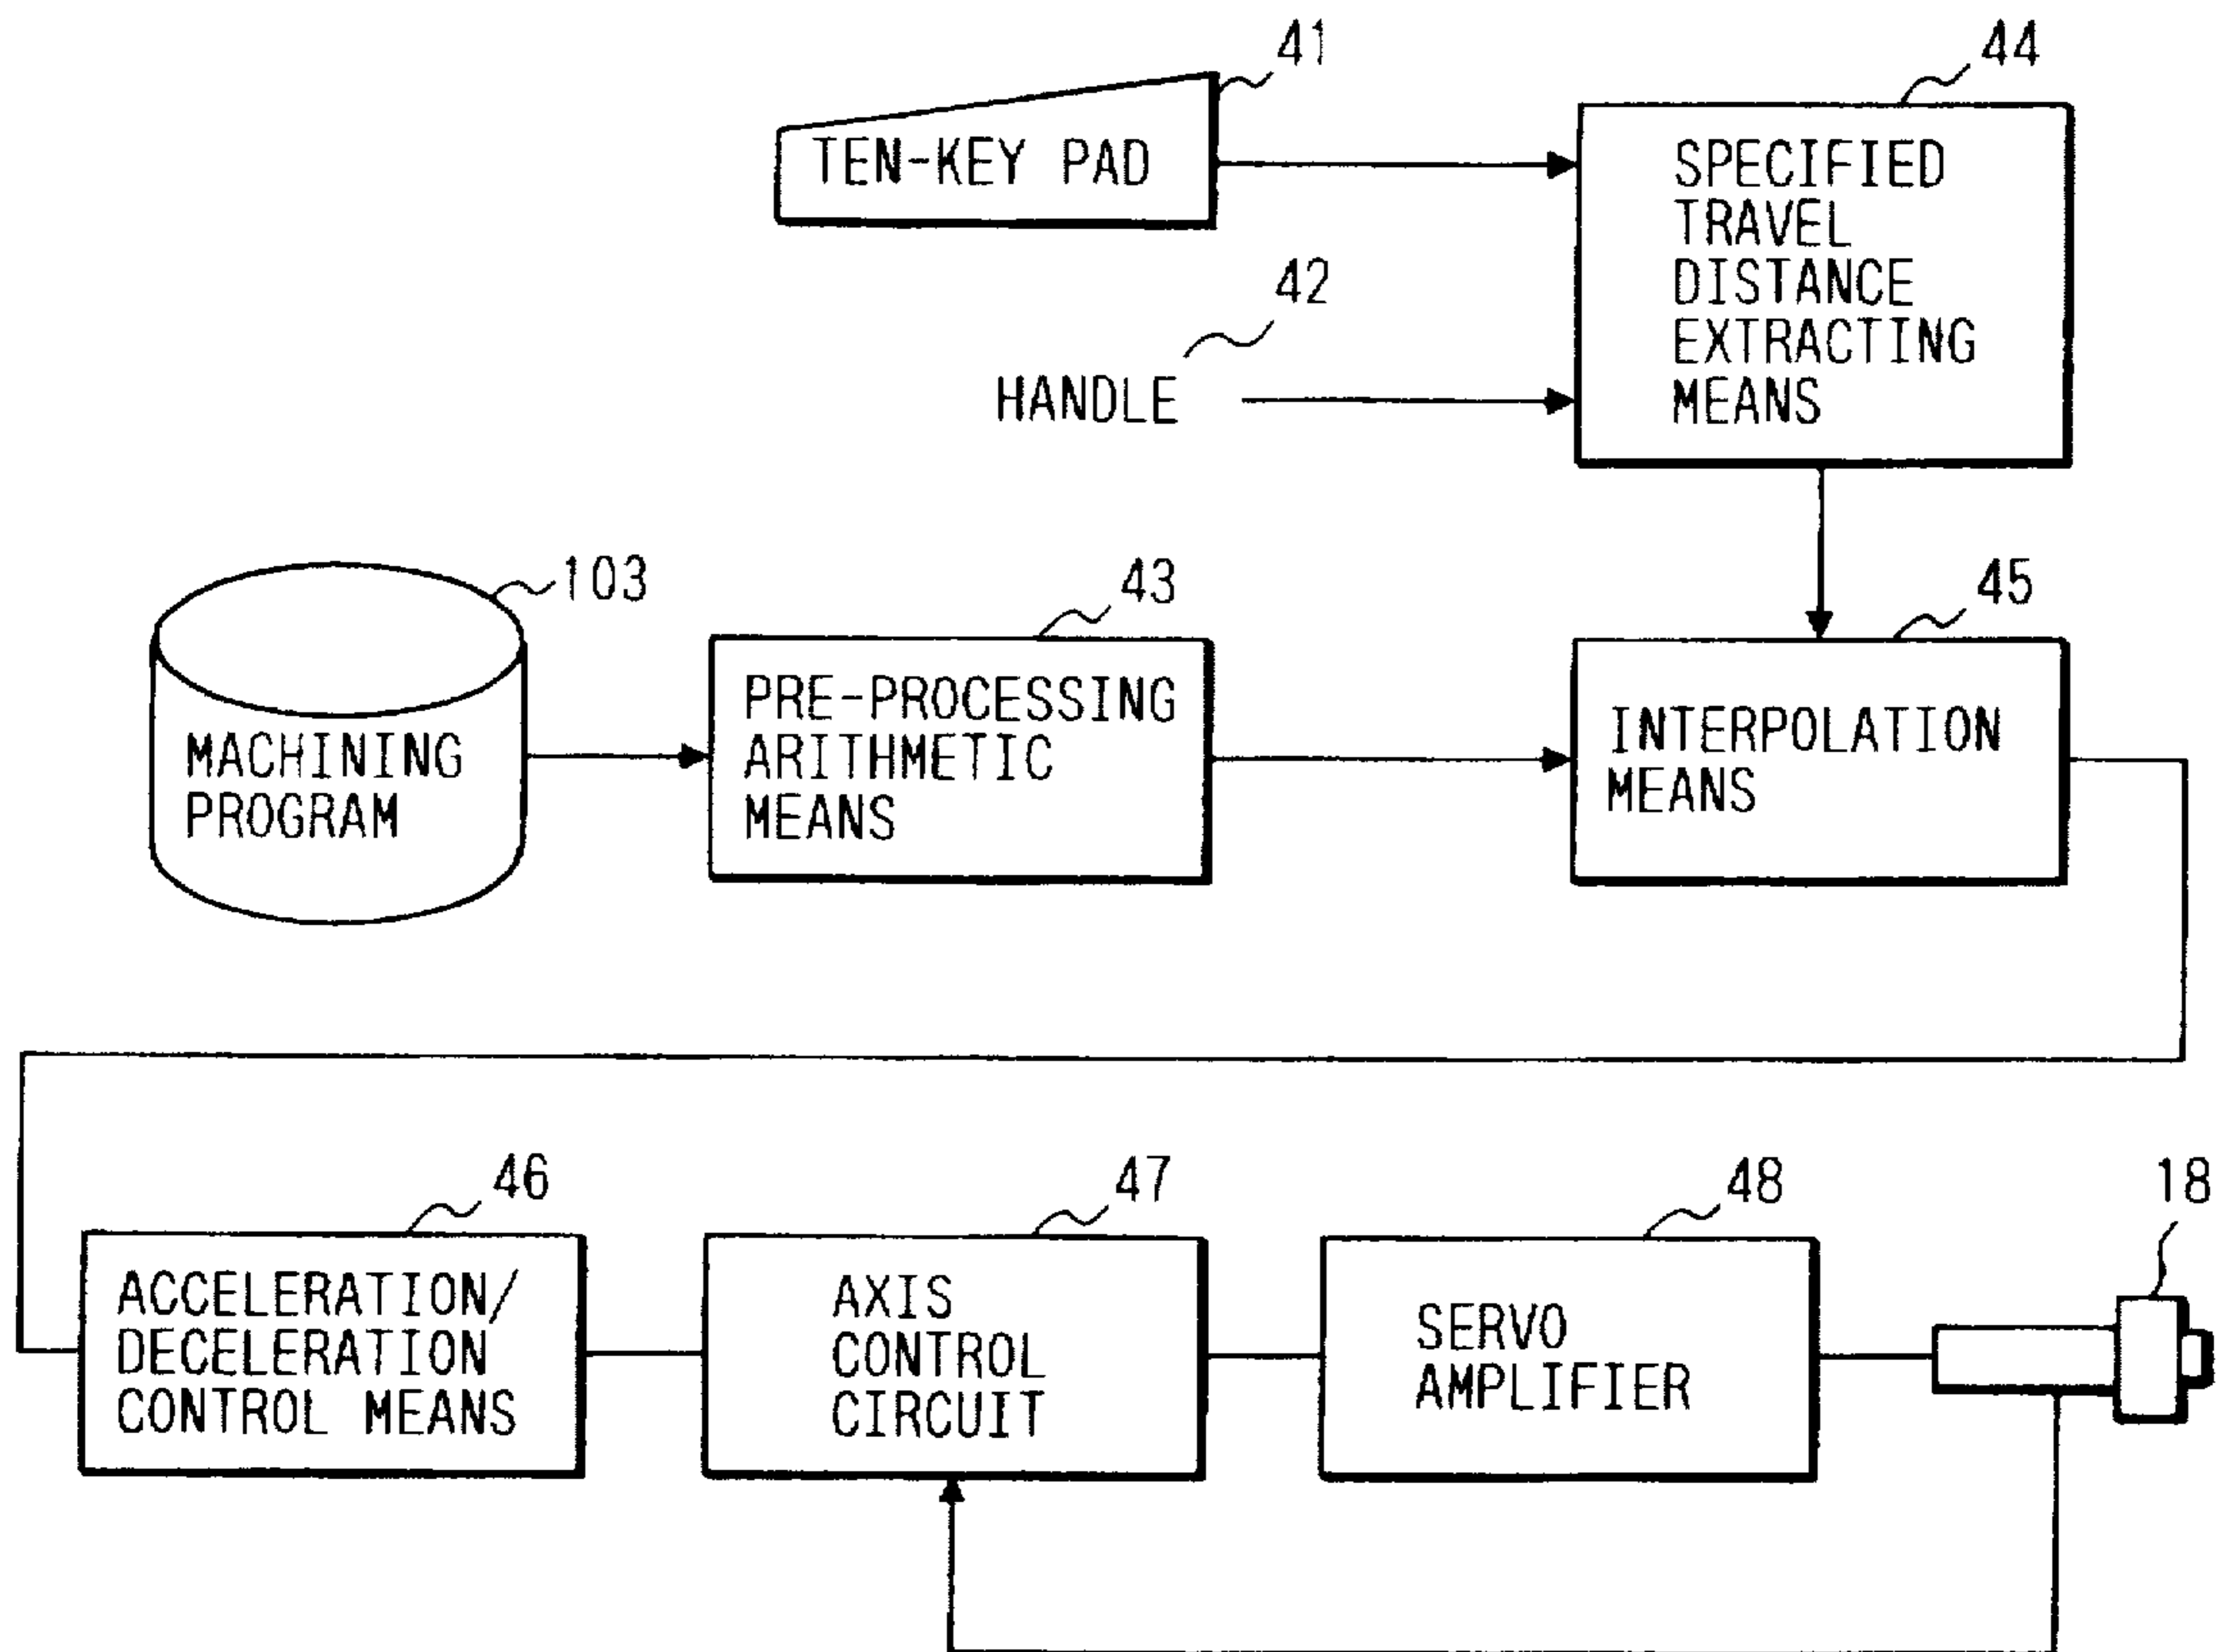 41
TEN-KEY PAD
44
SPECIFIED
TRAVEL
DISTANCE
EXTRACTING
MEANS
42
HANDLE
103
MACHINING
PROGRAM
43
PRE-PROCESSING
ARITHMETIC
MEANS
45
INTERPOLATION
MEANS
46
ACCELERATION/
DECELERATION
CONTROL MEANS
47
AXIS
CONTROL
CIRCUIT
48
SERVO
AMPLIFIER
18